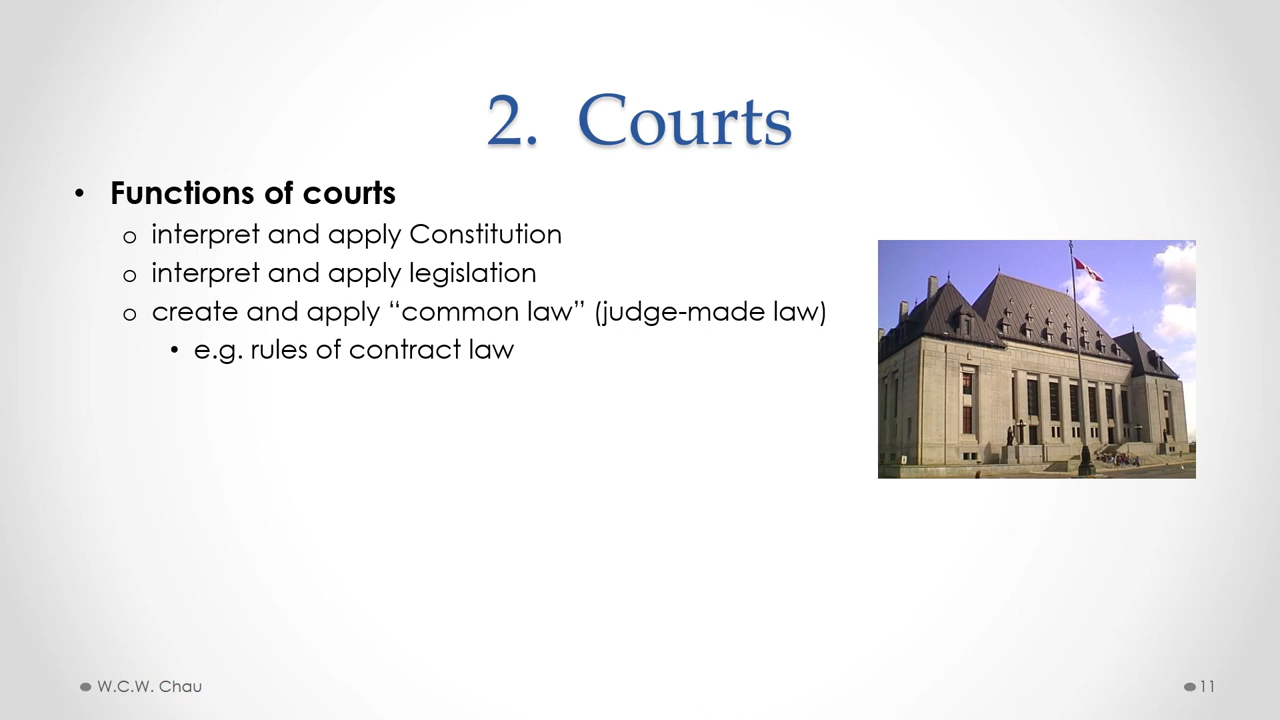 2. Courts
• Functions of courts
o interpret and apply Constitution
o interpret and apply legislation
o create and apply “common law” (judge-made law)
• e.g. rules of contract law
W.C.W. Chau
11